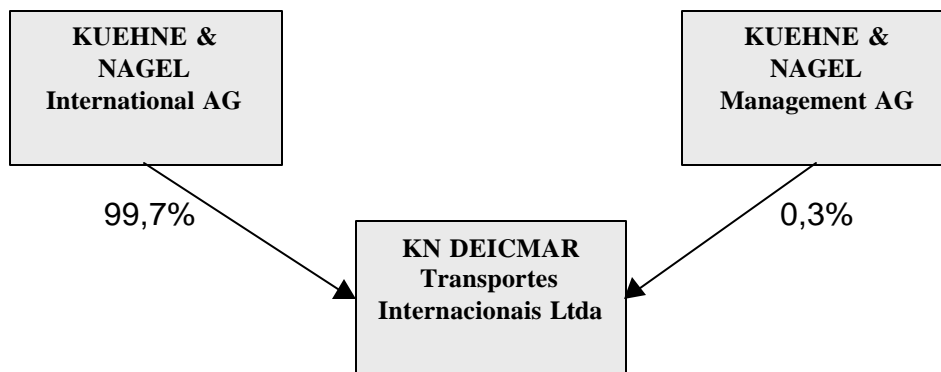 KUEHNE &
NAGEL
International AG
KUEHNE &
NAGEL
Management AG
99,7%
0,3%
KN DEICMAR
Transportes
Internacionais Ltda